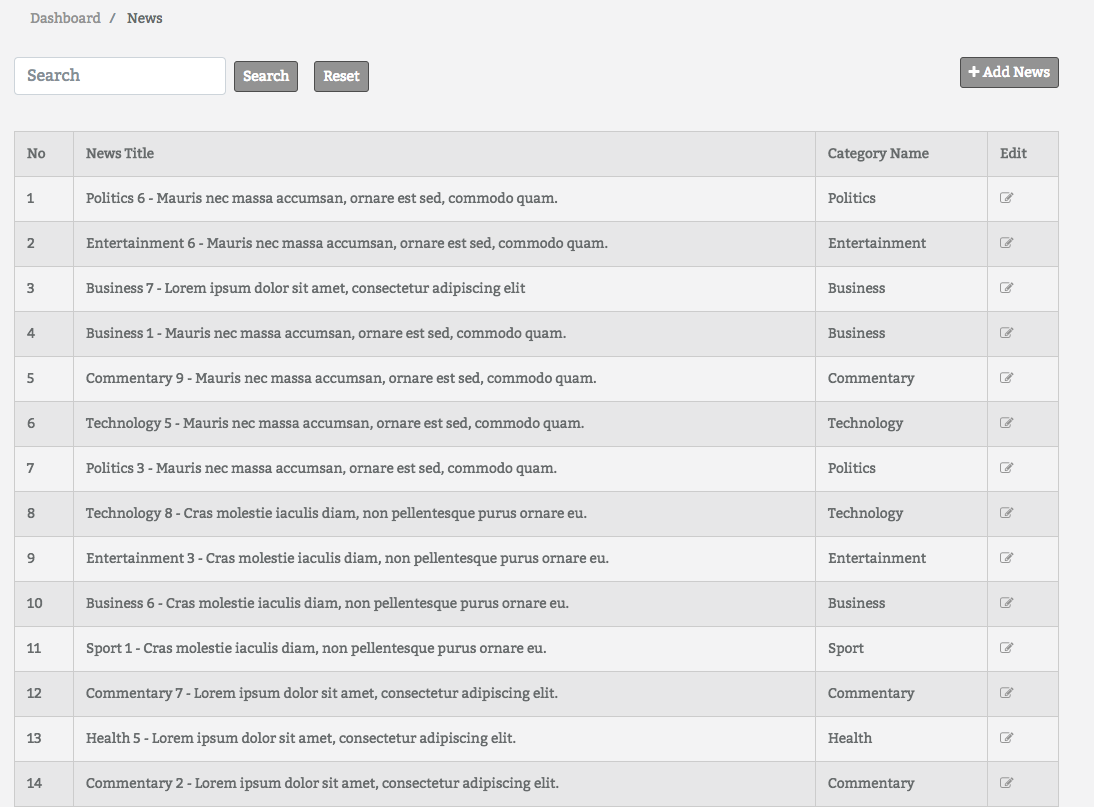 Dashboard / News
Search Search Reset + Add News
No News Title Category Name Edit
1 Politics 6 - Mauris nec massa accumsan, ornare est sed, commodo quam. Politics
2 Entertainment 6 - Mauris nec massa accumsan, ornare est sed, commodo quam. Entertainment
3 Business 7 - Lorem ipsum dolor sit amet, consectetur adipiscing elit Business
4 Business 1 - Mauris nec massa accumsan, ornare est sed, commodo quam. Business
5 Commentary 9 - Mauris nec massa accumsan, ornare est sed, commodo quam. Commentary
6 Technology 5 - Mauris nec massa accumsan, ornare est sed, commodo quam. Technology
7 Politics 3 - Mauris nec massa accumsan, ornare est sed, commodo quam. Politics
8 Technology 8 - Cras molestie iaculis diam, non pellentesque purus ornare eu. Technology
9 Entertainment 3 - Cras molestie iaculis diam, non pellentesque purus ornare eu. Entertainment
10 Business 6 - Cras molestie iaculis diam, non pellentesque purus ornare eu. Business
11 Sport 1 - Cras molestie iaculis diam, non pellentesque purus ornare eu. Sport
12 Commentary 7 - Lorem ipsum dolor sit amet, consectetur adipiscing elit. Commentary
13 Health 5 - Lorem ipsum dolor sit amet, consectetur adipiscing elit. Health
14 Commentary 2 - Lorem ipsum dolor sit amet, consectetur adipiscing elit. Commentary